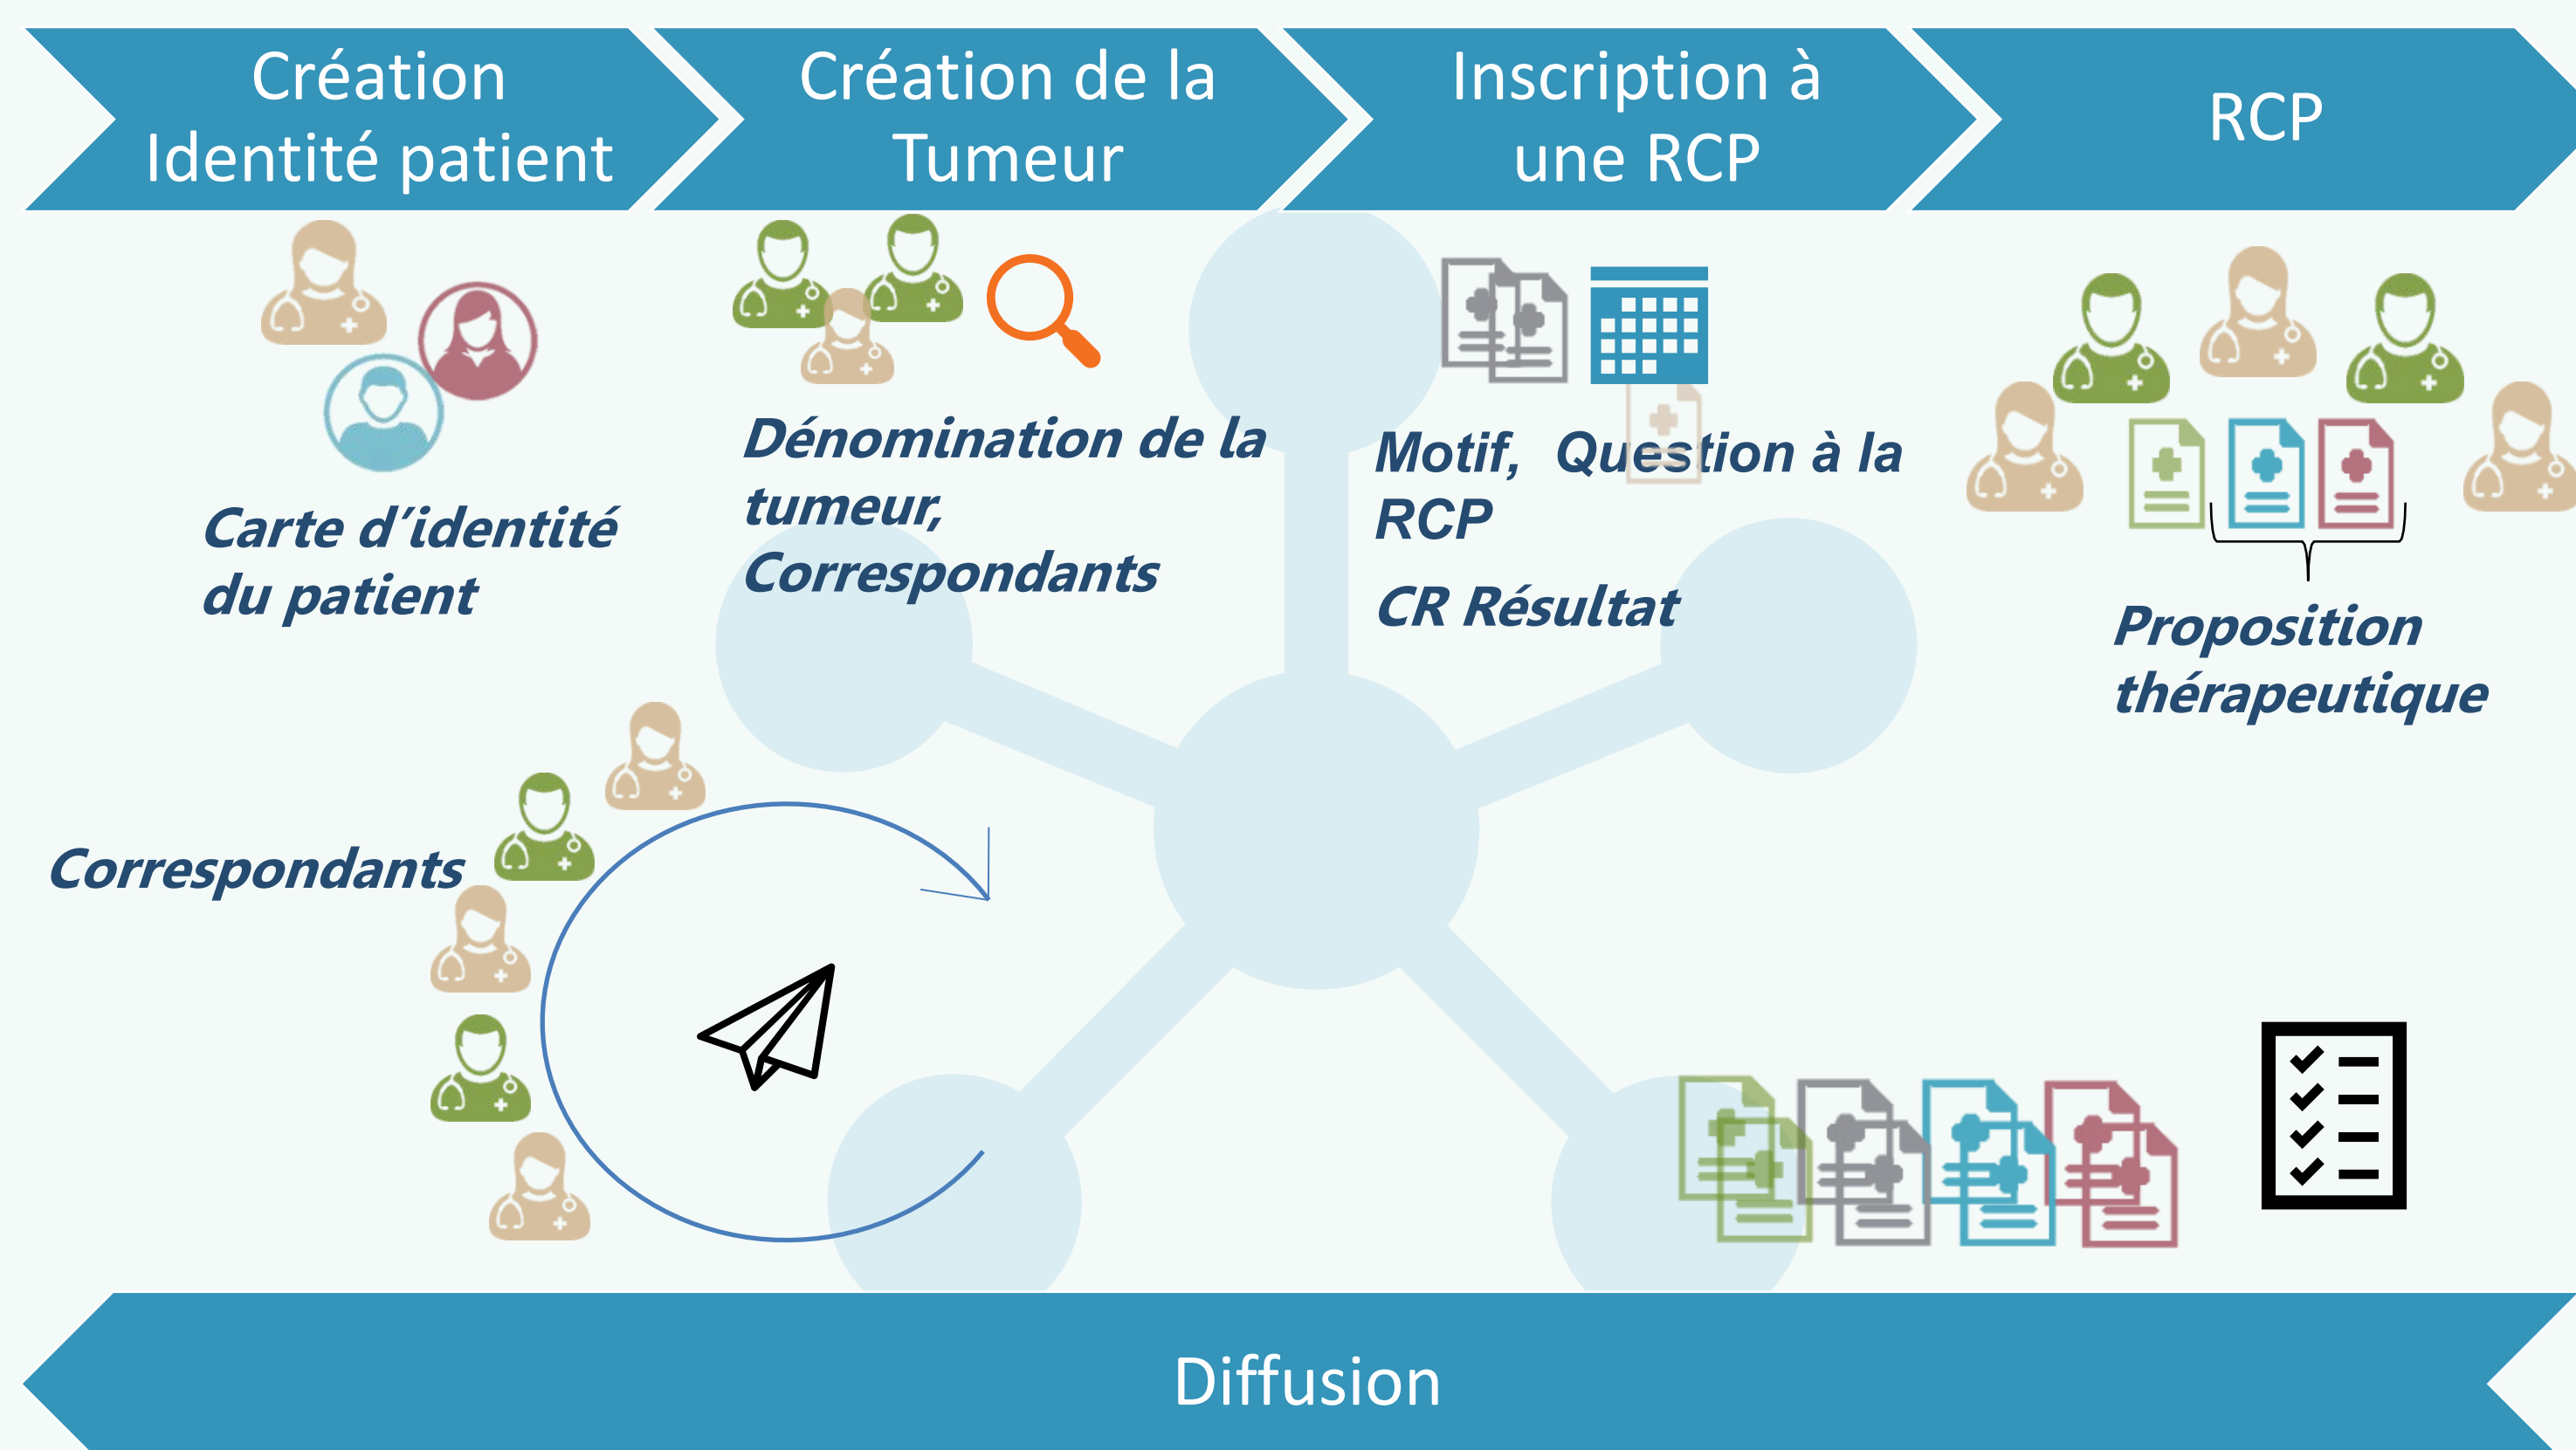 Création
Identité patient
Création de la
Tumeur
Inscription à
une RCP
RCP
Carte d’identité
du patient
Dénomination de la
tumeur,
Correspondants
Motif,  Question à la
RCP
CR Résultat
Proposition
thérapeutique
Correspondants
Diffusion